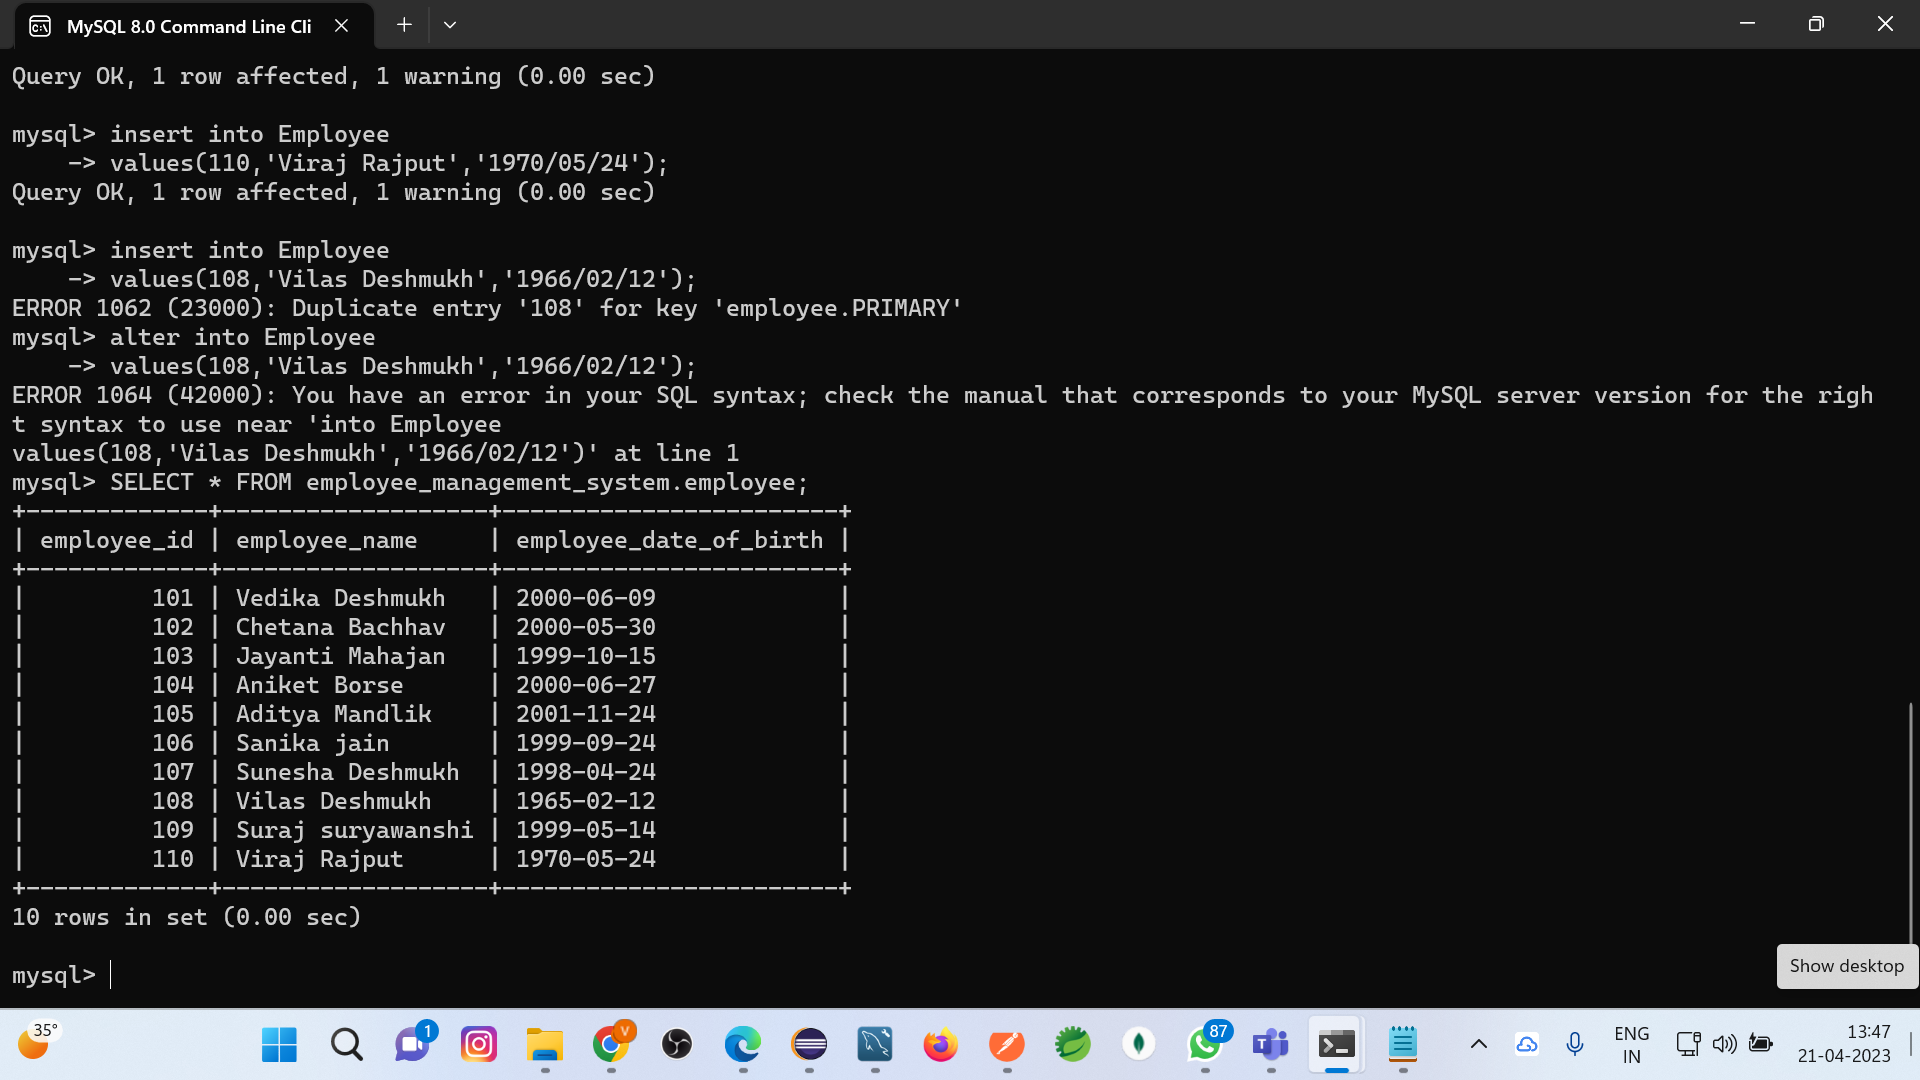 MySQL 8.0 Command Line Cli
Query OK, 1 row affected, 1 warning (0.00 sec)
mysql> insert into Employee
    -> values(110,'Viraj Rajput','1970/05/24');
Query OK, 1 row affected, 1 warning (0.00 sec)
mysql> insert into Employee
    -> values(108,'Vilas Deshmukh','1966/02/12');
ERROR 1062 (23000): Duplicate entry '108' for key 'employee.PRIMARY'
mysql> alter into Employee
    -> values(108,'Vilas Deshmukh','1966/02/12');
ERROR 1064 (42000): You have an error in your SQL syntax; check the manual that corresponds to your MySQL server version for the righ
t syntax to use near 'into Employee
values(108,'Vilas Deshmukh','1966/02/12')' at line 1
mysql> SELECT * FROM employee_management_system.employee;
+-------------+-------------------+------------------------+
| employee_id | employee_name     | employee_date_of_birth |
+-------------+-------------------+------------------------+
|         101 | Vedika Deshmukh   | 2000-06-09             |
|         102 | Chetana Bachhav   | 2000-05-30             |
|         103 | Jayanti Mahajan   | 1999-10-15             |
|         104 | Aniket Borse      | 2000-06-27             |
|         105 | Aditya Mandlik    | 2001-11-24             |
|         106 | Sanika jain       | 1999-09-24             |
|         107 | Sunesha Deshmukh  | 1998-04-24             |
|         108 | Vilas Deshmukh    | 1965-02-12             |
|         109 | Suraj suryawanshi | 1999-05-14             |
|         110 | Viraj Rajput      | 1970-05-24             |
+-------------+-------------------+------------------------+
10 rows in set (0.00 sec)
mysql>
Show desktop
35°
1
V
87
T
ENG
IN
13:47
21-04-2023